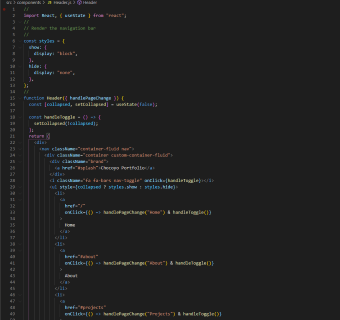 src > components > JS Header.js > Header
1 //
2 import React, { useState } from "react";
3 //
4 // Render the navigation bar
5 //
6 const styles = {
7 show: {
8 display: "block",
9 },
10 hide: {
11 display: "none",
12 },
13 };
14 //
15 function Header({ handlePageChange }) {
16 const [collapsed, setCollapsed] = useState(false);
17
18 const handleToggle = () => {
19 setCollapsed(!collapsed);
20 };
21 return (
22 <div>
23 <nav className="container-fluid nav">
24 <div className="container custom-container-fluid">
25 <div className="brand">
26 <a href="#splash">Chocopo Portfolio</a>
27 </div>
28 <i className="fa fa-bars nav-toggle" onClick={handleToggle}></i>
29 <ul style={collapsed ? styles.show : styles.hide}>
30 <li>
31 <a
32 href="/"
33 onClick={() => handlePageChange("Home") & handleToggle()}
34 >
35 Home
36 </a>
37 </li>
38 <li>
39 <a
40 href="#about"
41 onClick={() => handlePageChange("About") & handleToggle()}
42 >
43 About
44 </a>
45 </li>
46 <li>
47 <a
48 href="#projects"
49 onClick={() => handlePageChange("Projects") & handleToggle()}